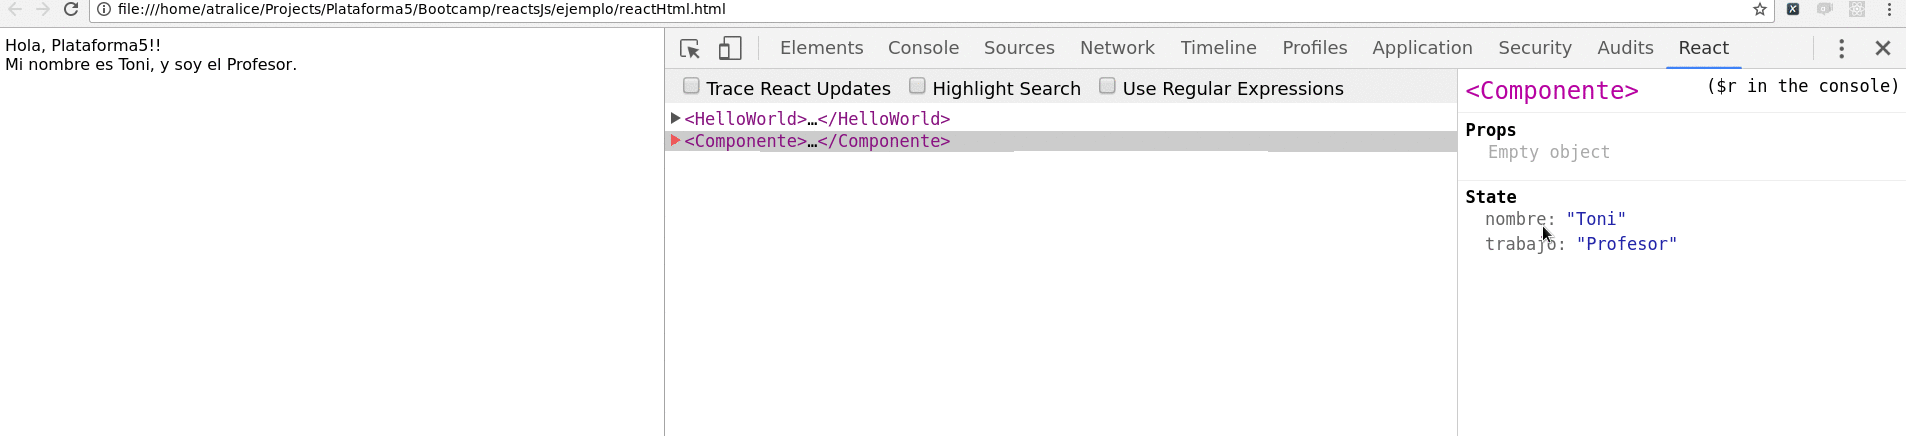 file:///home/atralice/Projects/Plataforma5/Bootcamp/reactsJs/ejemplo/reactHtml.html
Hola, Plataforma5!!
Mi nombre es Toni, y soy el Profesor.
Elements Console Sources Network Timeline Profiles Application Security Audits React
Trace React Updates Highlight Search Use Regular Expressions
<HelloWorld>…</HelloWorld>
<Componente>…</Componente>
<Componente> ($r in the console)
Props
Empty object
State
nombre: "Toni"
trabajo: "Profesor"